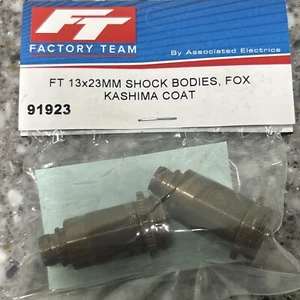 FT
FACTORY TEAM
By Associated Electrics
FT 13x23MM SHOCK BODIES, FOX
KASHIMA COAT
91923